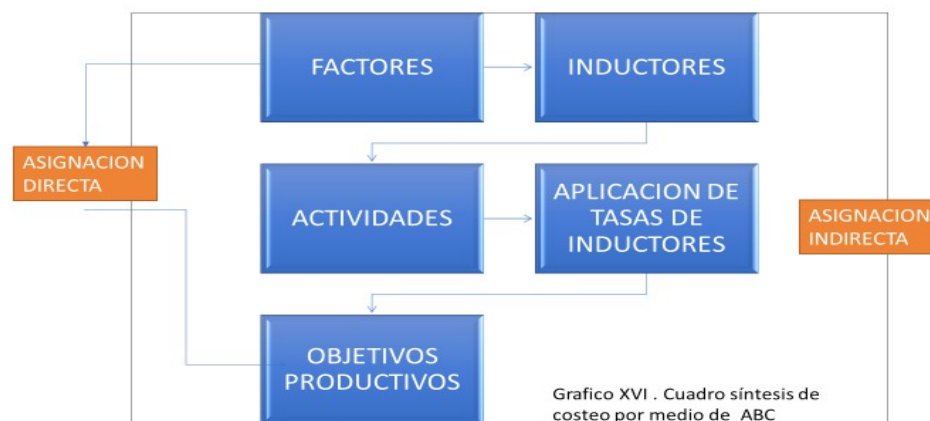 FACTORES
INDUCTORES
ASIGNACION
DIRECTA
ACTIVIDADES
APLICACION DE
TASAS DE
INDUCTORES
ASIGNACION
INDIRECTA
OBJETIVOS
PRODUCTIVOS
Grafico XVI . Cuadro síntesis de
costeo por medio de ABC